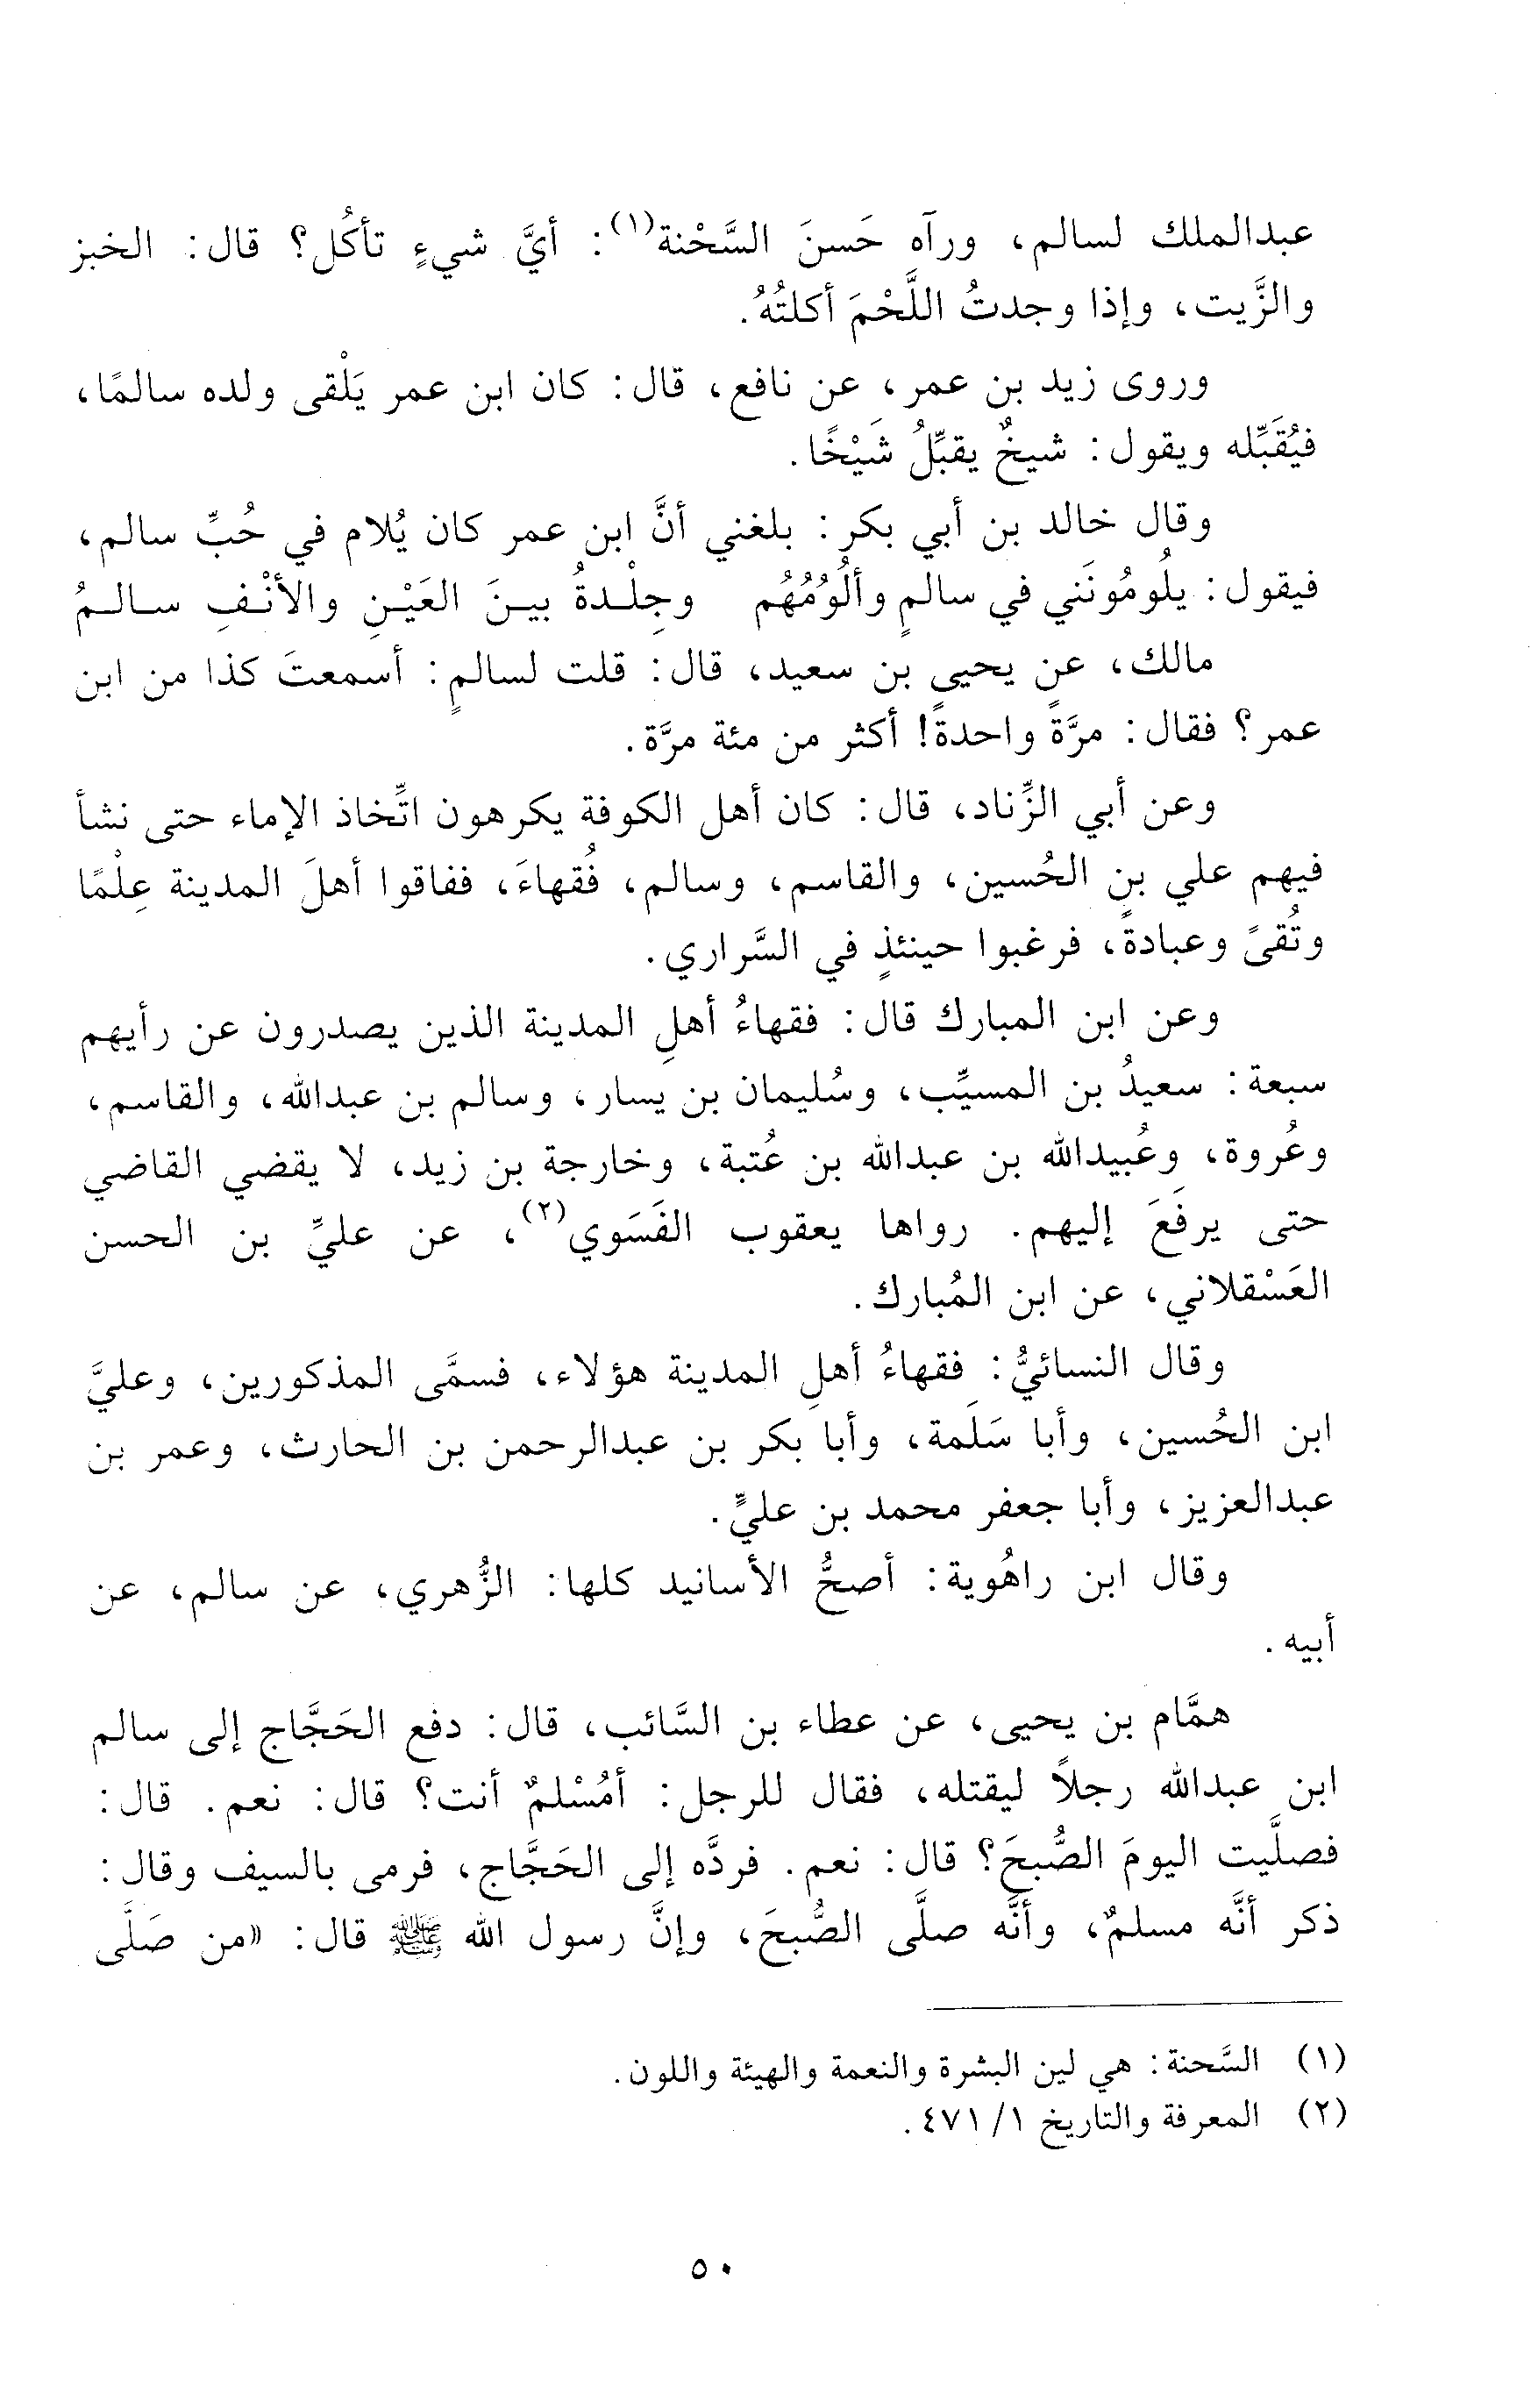 عبدالملك لسالم، ورآه حَسنَ السَّحْنة(١): أيَّ شيءٍ تأكُل؟ قال: الخبز
والزَّيت، وإذا وجدتُ اللَّحْمَ أكلتُهُ.
وروى زيد بن عمر، عن نافع، قال: كان ابن عمر يَلْقى ولده سالمًا،
فيُقَبِّله ويقول: شيخٌ يقبِّلُ شَيْخًا.
وقال خالد بن أبي بكر: بلغني أنَّ ابن عمر كان يُلام في حُبِّ سالم،
فيقول: يلُومُونَني في سالمٍ وألُومُهُم وجِلْدةُ بينَ العَيْنِ والأنْفِ سالمُ
مالك، عن يحيى بن سعيد، قال: قلت لسالمٍ: أسمعتَ كذا من ابن
عمر؟ فقال: مرَّةً واحدةً! أكثر من مئة مرَّة.
وعن أبي الزِّناد، قال: كان أهل الكوفة يكرهون اتِّخاذ الإماء حتى نشأ
فيهم علي بن الحُسين، والقاسم، وسالم، فُقهاءَ، ففاقوا أهلَ المدينة عِلْمًا
وتُقىً وعبادةً، فرغبوا حينئذٍ في السَّراري.
وعن ابن المبارك قال: فقهاءُ أهلِ المدينة الذين يصدرون عن رأيهم
سبعة: سعيدُ بن المسيِّب، وسُليمان بن يسار، وسالم بن عبدالله، والقاسم،
وعُروة، وعُبيدالله بن عبدالله بن عُتبة، وخارجة بن زيد، لا يقضي القاضي
حتى يرفَعَ إليهم. رواها يعقوب الفَسَوي(٢)، عن عليِّ بن الحسن
العَسْقلاني، عن ابن المُبارك.
وقال النسائيُّ: فقهاءُ أهلِ المدينة هؤلاء، فسمَّى المذكورين، وعليَّ
ابن الحُسين، وأبا سَلَمة، وأبا بكر بن عبدالرحمن بن الحارث، وعمر بن
عبدالعزيز، وأبا جعفر محمد بن عليٍّ.
وقال ابن راهُوية: أصحُّ الأسانيد كلها: الزُّهري، عن سالم، عن
أبيه.
همَّام بن يحيى، عن عطاء بن السَّائب، قال: دفع الحَجَّاج إلى سالم
ابن عبدالله رجلاً ليقتله، فقال للرجل: أمُسْلمٌ أنت؟ قال: نعم. قال:
فصلَّيت اليومَ الصُّبحَ؟ قال: نعم. فردَّه إلى الحَجَّاج، فرمى بالسيف وقال:
ذكر أنَّه مسلمٌ، وأنَّه صلَّى الصُّبحَ، وإنَّ رسول الله ﷺ قال: «من صَلَّى
(١) السَّحنة: هي لين البشرة والنعمة والهيئة واللون.
(٢) المعرفة والتاريخ ١/ ٤٧١.
٥٠